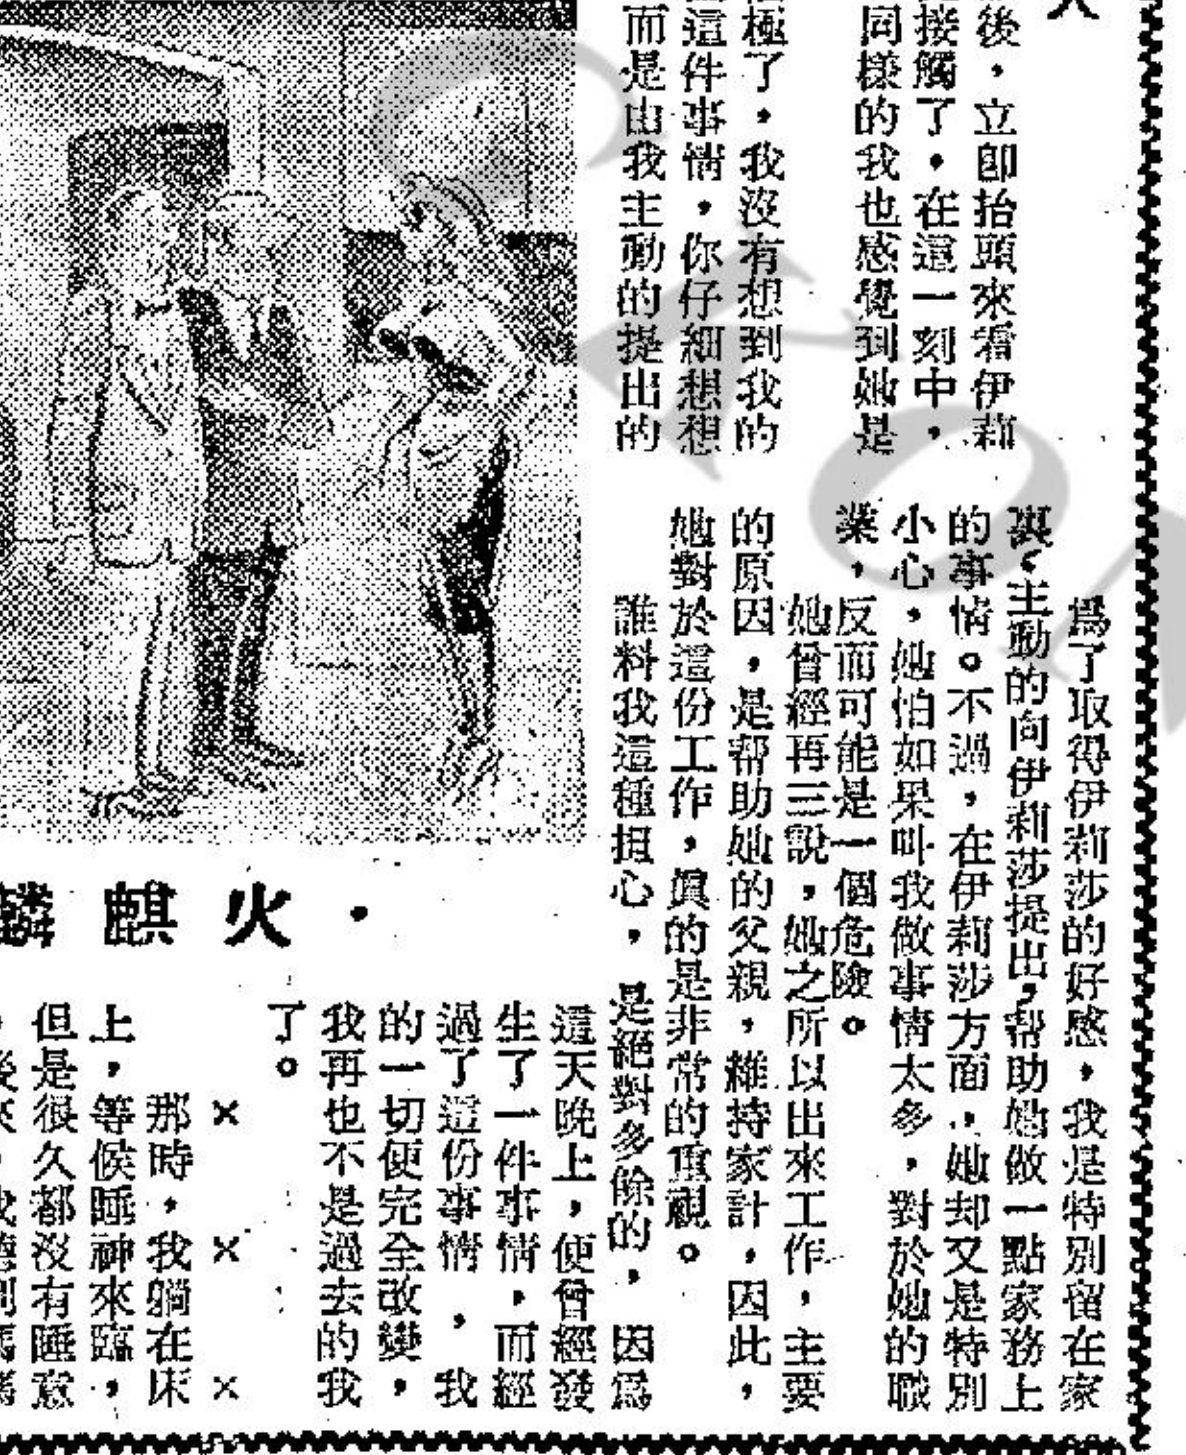 後，立卽抬頭來看伊莉
接觸了。在這一刻中，
同樣的我也感覺到她是
極了。我沒有想到我的
這件事情，你仔細想想
而是由我主動的提出的
爲了取得伊莉莎的好感，我是特別留在家
裏，主動的向伊莉莎提出，帮助她做一點家務上
的事情。不過，在伊莉莎方面，她却又是特別
小心，她怕如果叫我做事情太多，對於她的職
業，反而可能是一個危險。
她曾經再三說，她之所以出來工作，主要
的原因，是帮助她的父親，維持家計，因此，
她對於這份工作，眞的是非常的重視。
誰料我這種担心，是絕對多餘的，因爲
這天晚上，便曾經發
生了一件事情，而經
過了這份事情，我
的一切便完全改變，
我再也不是過去的我
了。
×××
那時，我躺在床
上，等候睡神來臨，
但是很久都沒有睡意
・火麒麟